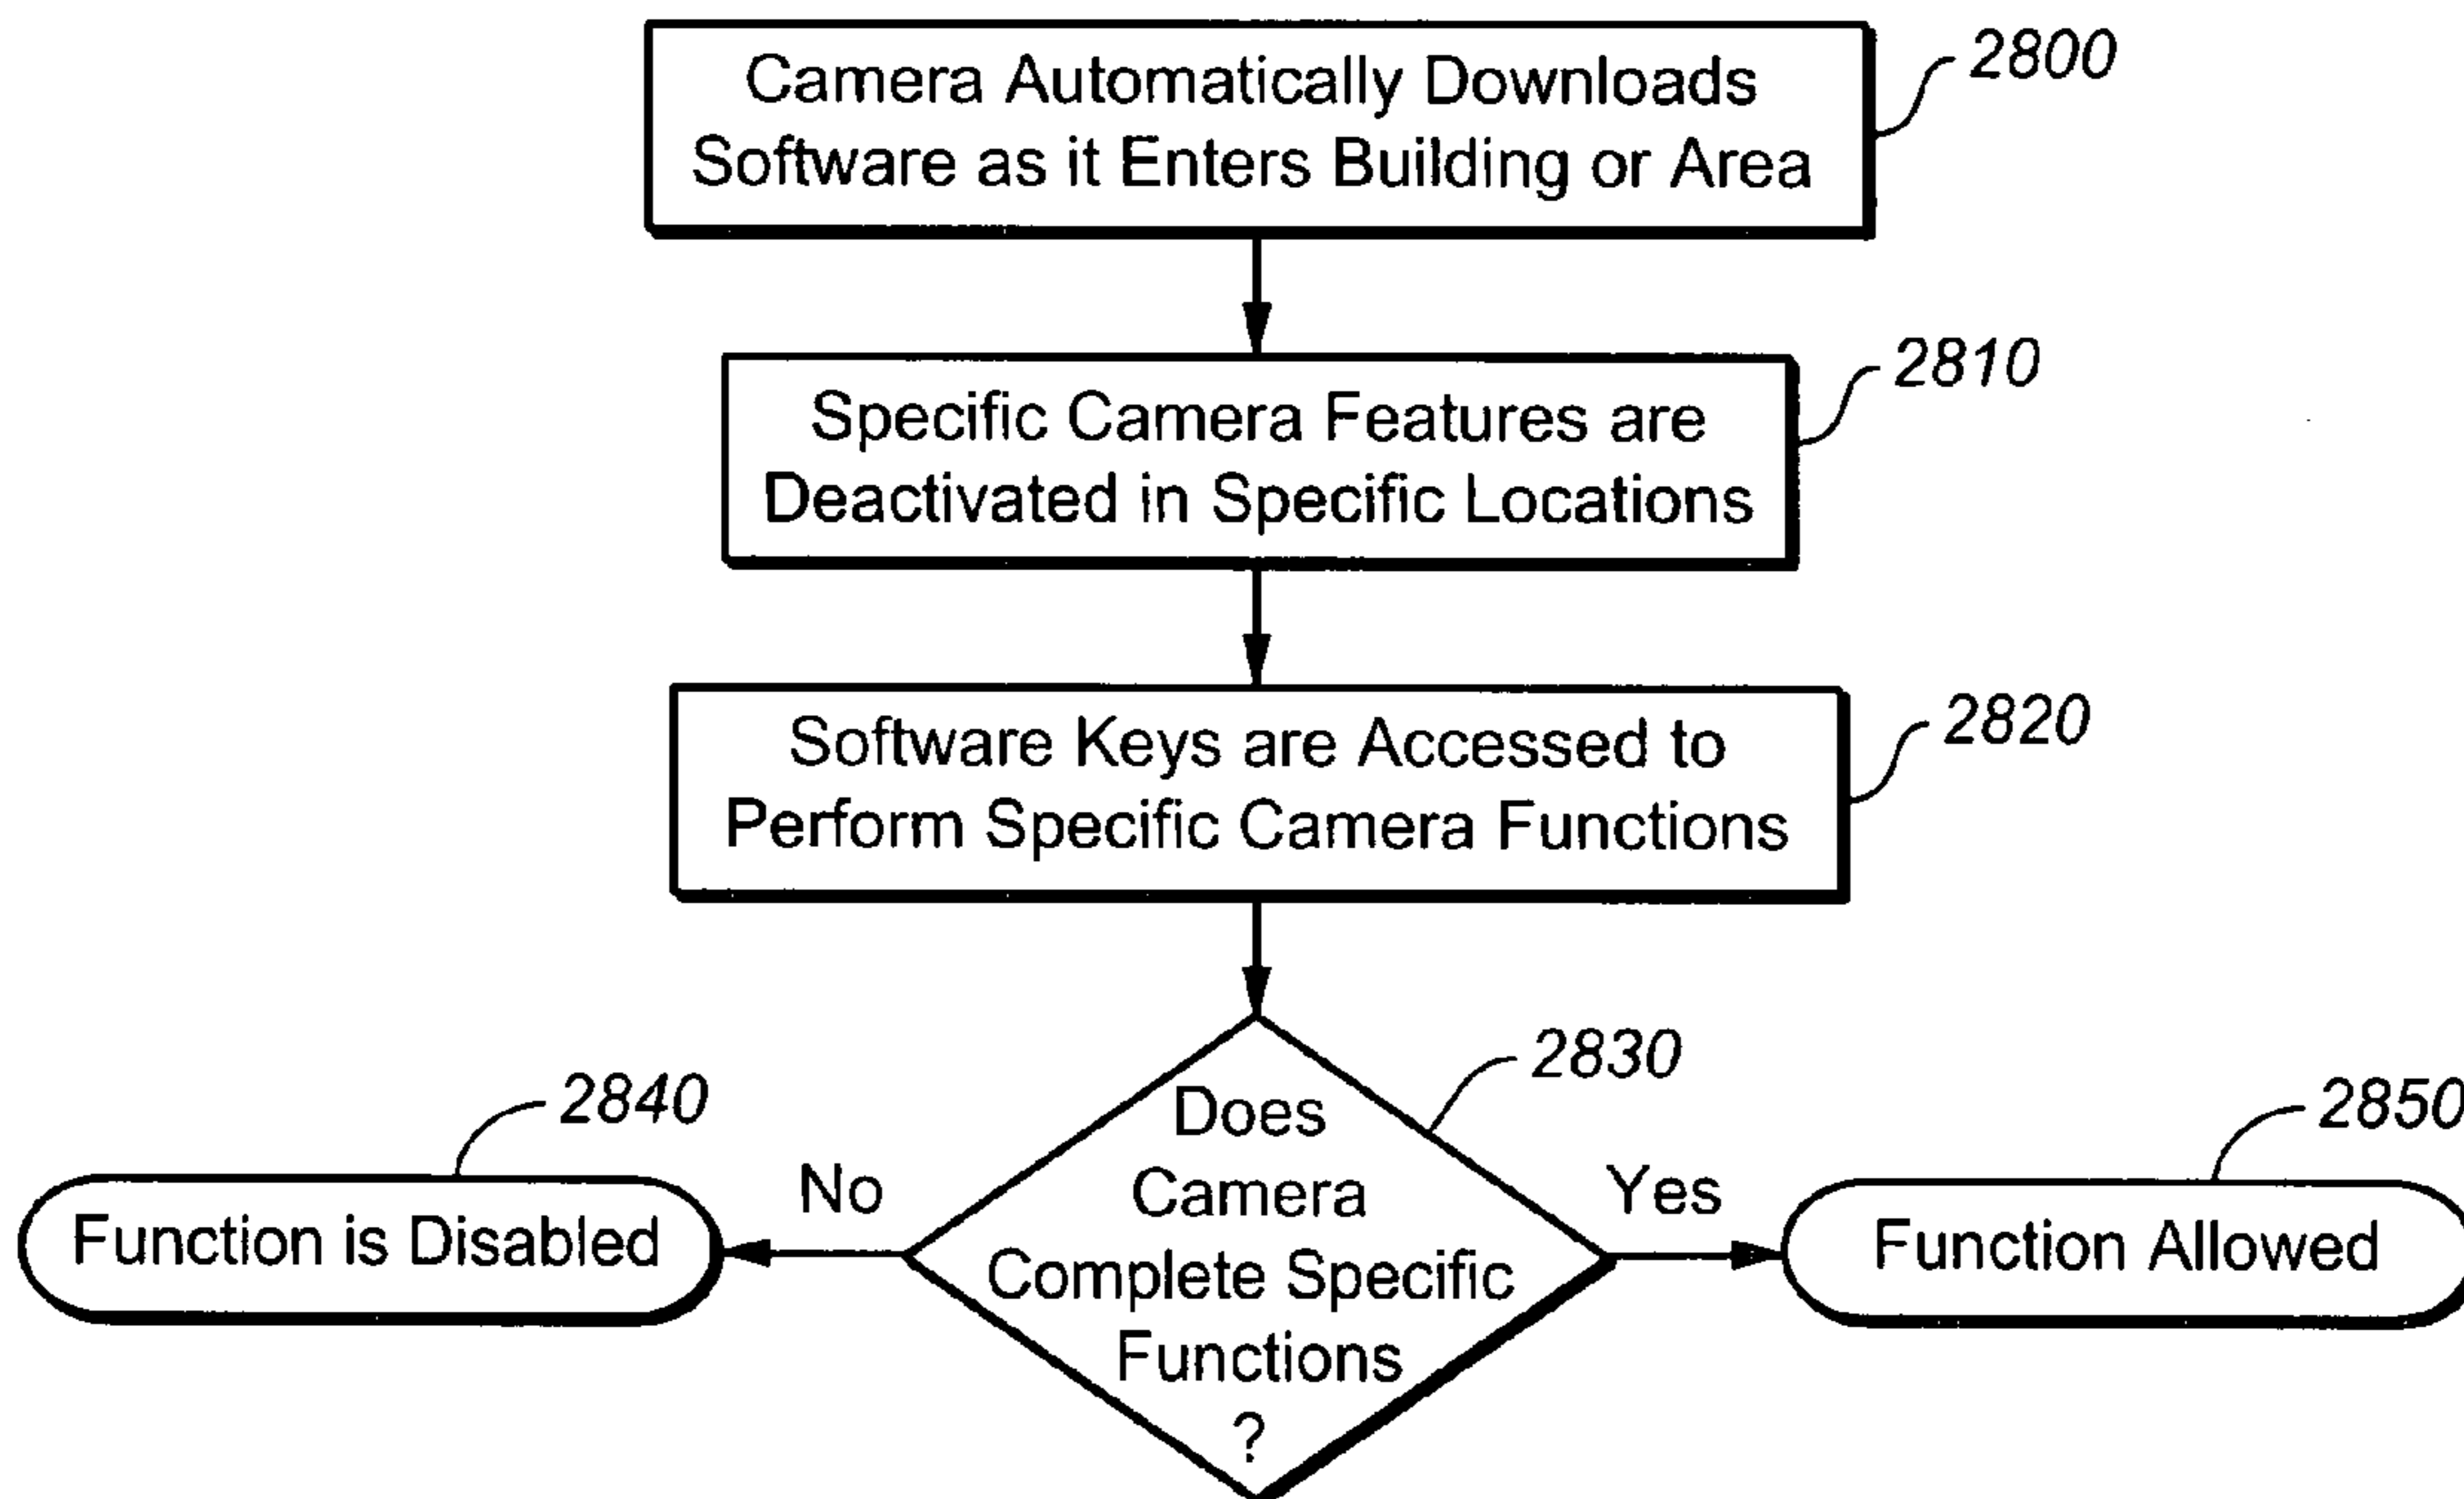 Camera Automatically Downloads
Software as it Enters Building or Area
2800
Specific Camera Features are
Deactivated in Specific Locations
2810
Software Keys are Accessed to
Perform Specific Camera Functions
2820
Does
Camera
Complete Specific
Functions
?
2830
No
Function is Disabled
2840
Yes
Function Allowed
2850